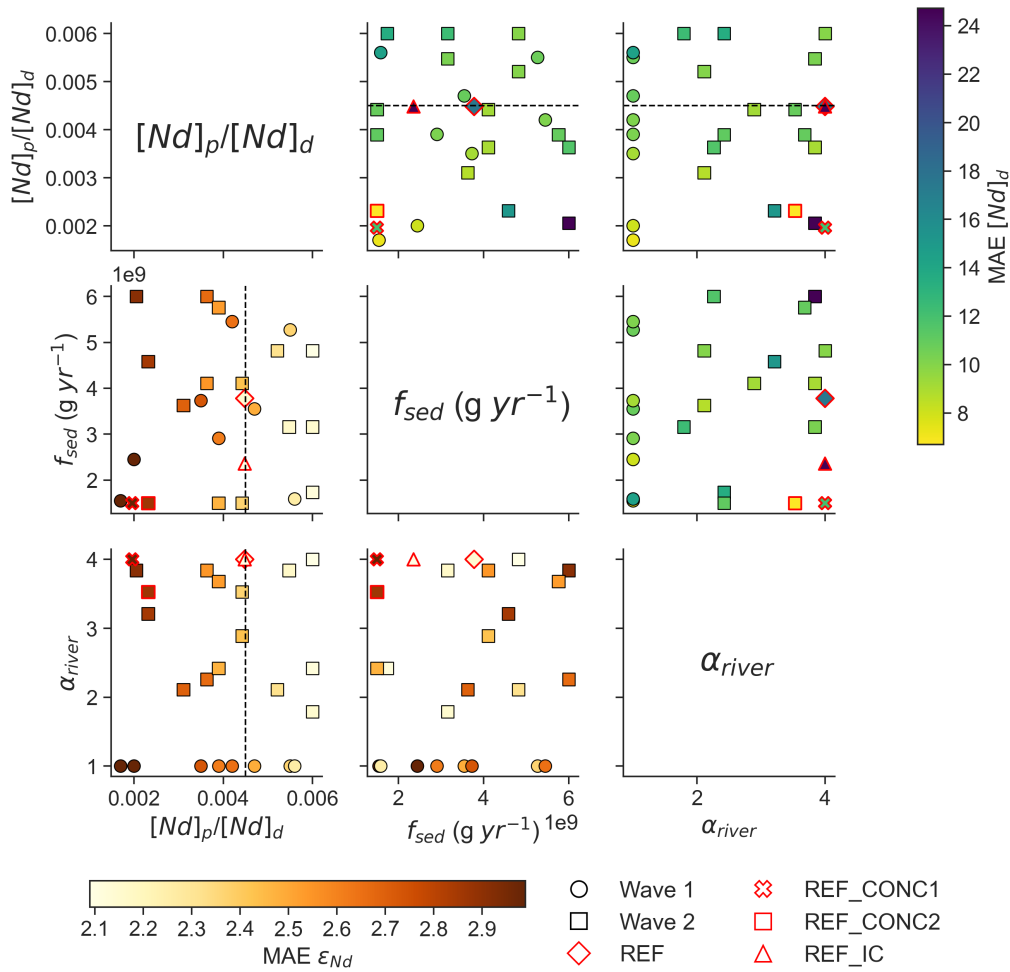 0.006
0.005
0.004
0.003
0.002
[Nd]p/[Nd]d
[Nd]p/[Nd]d
24
22
20
18
16
14
12
10
8
MAE [Nd]d
1e9
6
5
4
3
2
fsed (g yr−1)
fsed (g yr−1)
4
3
2
1
αriver
αriver
0.002 0.004 0.006
[Nd]p/[Nd]d
2 4 6
fsed (g yr−1) 1e9
2 4
αriver
2.1 2.2 2.3 2.4 2.5 2.6 2.7 2.8 2.9
MAE εNd
Wave 1
Wave 2
REF
REF_CONC1
REF_CONC2
REF_IC